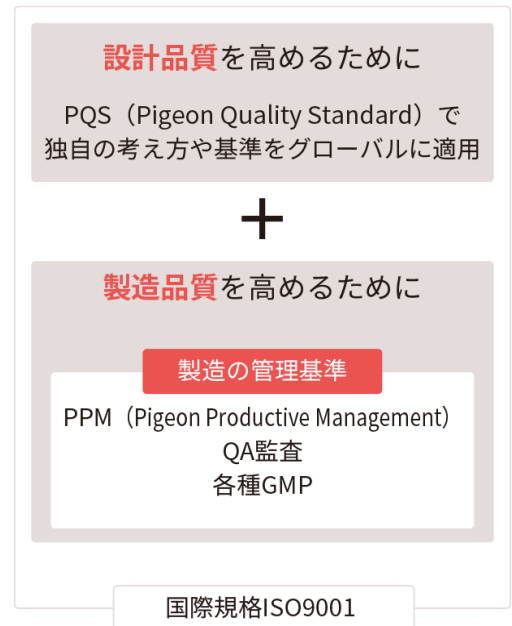 設計品質を高めるために
PQS（Pigeon Quality Standard）で
独自の考え方や基準をグローバルに適用
＋
製造品質を高めるために
製造の管理基準
PPM（Pigeon Productive Management）
QA監査
各種GMP
国際規格ISO9001